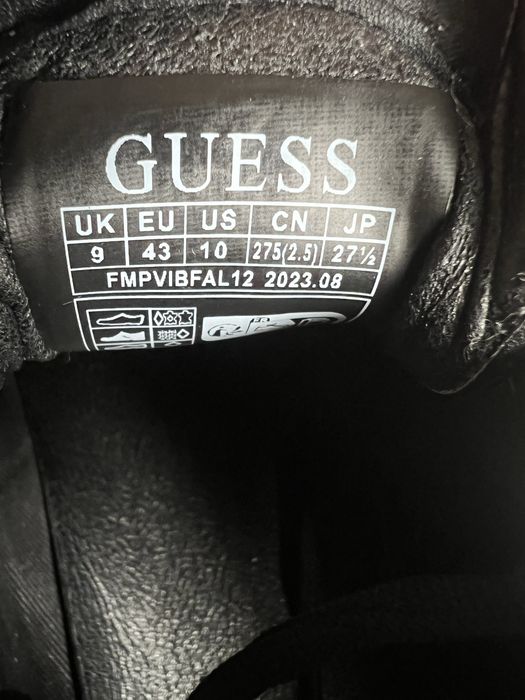 GUESS
UK EU US CN JP
9 43 10 275(2.5) 27½
FMPVIBFAL12 2023.08